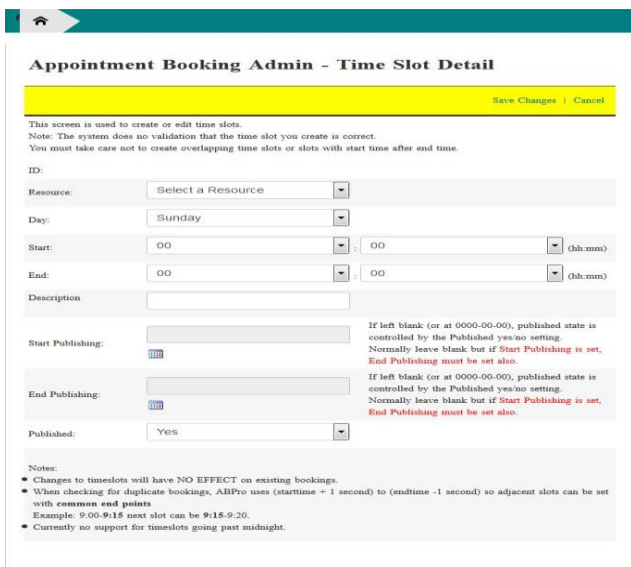 Appointment Booking Admin - Time Slot Detail
Save Changes | Cancel
This screen is used to create or edit time slots.
Note: The system does no validation that the time slot you create is correct.
You must take care not to create overlapping time slots or slots with start time after end time.
ID:
Resource: Select a Resource
Day: Sunday
Start: 00 : 00 (hh:mm)
End: 00 : 00 (hh:mm)
Description
Start Publishing:
If left blank (or at 0000-00-00), published state is
controlled by the Published yes/no setting.
Normally leave blank but if Start Publishing is set,
End Publishing must be set also.
End Publishing:
If left blank (or at 0000-00-00), published state is
controlled by the Published yes/no setting.
Normally leave blank but if Start Publishing is set,
End Publishing must be set also.
Published: Yes
Notes:
• Changes to timeslots will have NO EFFECT on existing bookings.
• When checking for duplicate bookings, ABPro uses (starttime + 1 second) to (endtime -1 second) so adjacent slots can be set
with common end points
Example: 9:00-9:15 next slot can be 9:15-9:20.
• Currently no support for timeslots going past midnight.